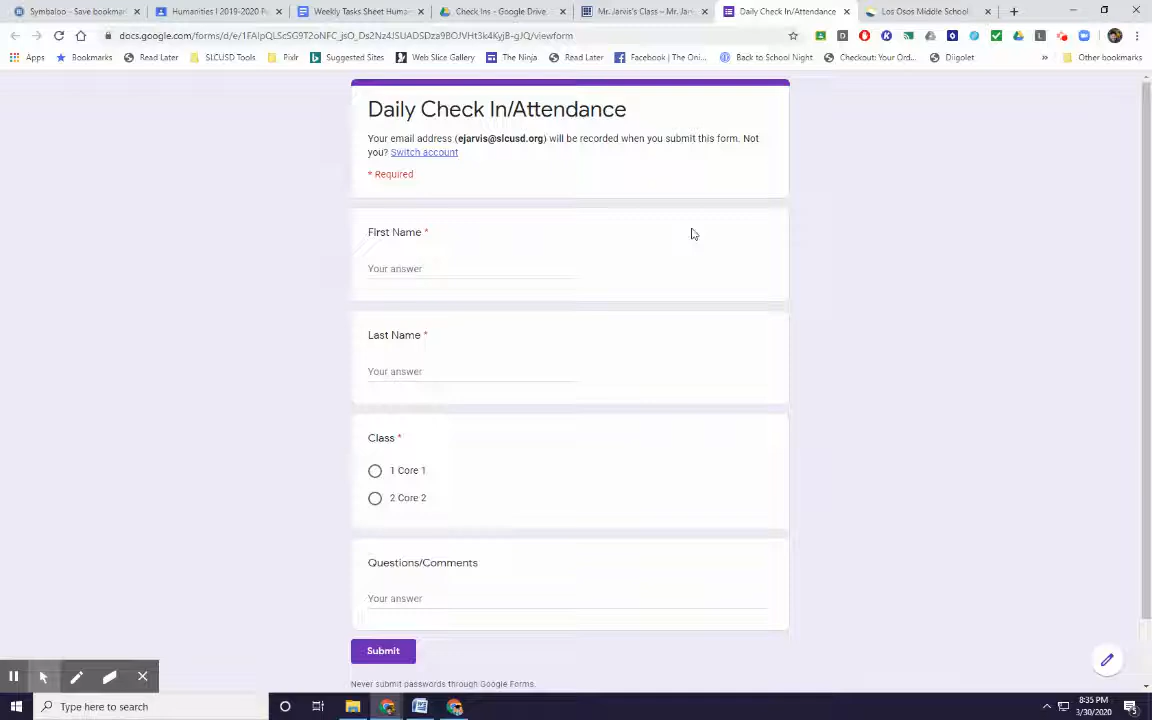 Symbaloo - Save bookmar
Humanities I 2019-2020 P
Weekly Tasks Sheet Huma
Check Ins - Google Drive
Mr. Jarvis's Class – Mr. Jar
Daily Check In/Attendance
Los Osos Middle School
docs.google.com/forms/d/e/1FAIpQLScSG9T2oNFC_jsO_Ds2Nz4JSUADSDza9BOJVHt3k4KyjB-gJQ/viewform
Apps
Bookmarks
Read Later
SLCUSD Tools
Pixlr
Suggested Sites
Web Slice Gallery
The Ninja
Read Later
Facebook | The Oni...
Back to School Night
Checkout: Your Ord...
Diigolet
»
Other bookmarks
Daily Check In/Attendance
Your email address (ejarvis@slcusd.org) will be recorded when you submit this form. Not
you? Switch account
* Required
First Name *
Your answer
Last Name *
Your answer
Class *
1 Core 1
2 Core 2
Questions/Comments
Your answer
Submit
Never submit passwords through Google Forms.
Type here to search
8:35 PM
3/30/2020